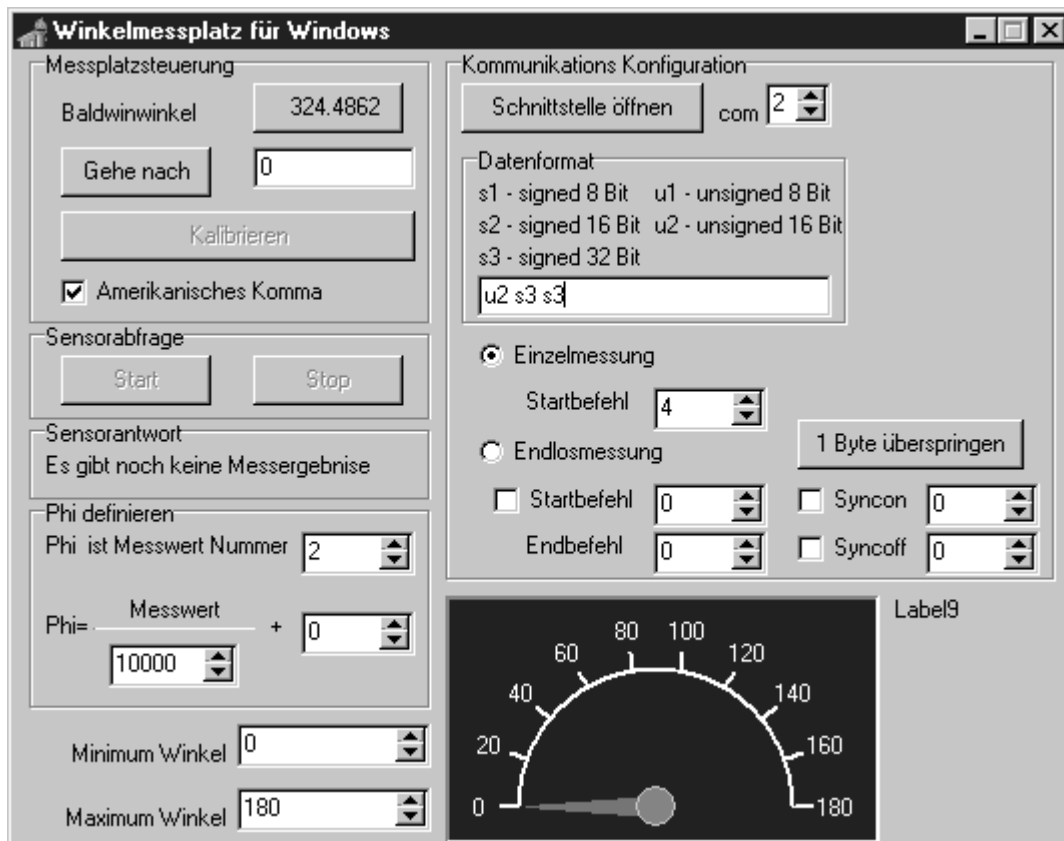 Winkelmessplatz für Windows
Messplatzsteuerung
Baldwinwinkel 324.4862
Gehe nach 0
Kalibrieren
Amerikanisches Komma
Sensorabfrage
Start Stop
Sensorantwort
Es gibt noch keine Messergebnise
Phi definieren
Phi ist Messwert Nummer 2
Messwert
Phi= + 0
10000
Minimum Winkel 0
Maximum Winkel 180
Kommunikations Konfiguration
Schnittstelle öffnen com 2
Datenformat
s1 - signed 8 Bit u1 - unsigned 8 Bit
s2 - signed 16 Bit u2 - unsigned 16 Bit
s3 - signed 32 Bit
u2 s3 s3
Einzelmessung
Startbefehl 4
Endlosmessung 1 Byte überspringen
Startbefehl 0 Syncon 0
Endbefehl 0 Syncoff 0
Label9
0 20 40 60 80 100 120 140 160 180